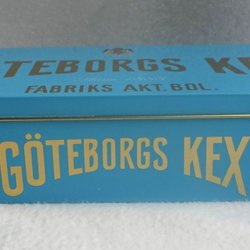 TEBORGS KE
FABRIKS AKT. BOL.
GÖTEBORGS KEX